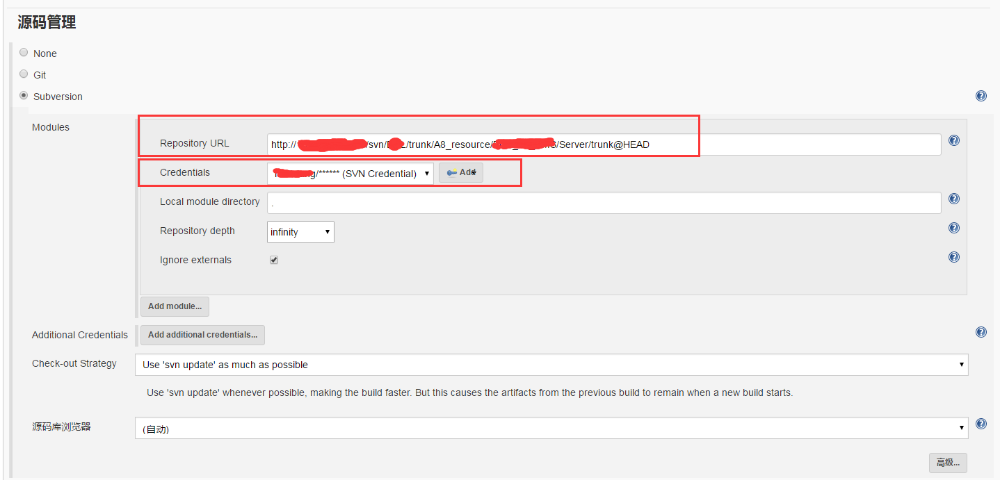 源码管理
None
Git
Subversion
Modules
Repository URL http:// /svn/ /trunk/A8_resource/ /Server/trunk@HEAD
Credentials /****** (SVN Credential) Add
Local module directory .
Repository depth infinity
Ignore externals
Add module...
Additional Credentials Add additional credentials...
Check-out Strategy Use 'svn update' as much as possible
Use 'svn update' whenever possible, making the build faster. But this causes the artifacts from the previous build to remain when a new build starts.
源码库浏览器 (自动)
高级...